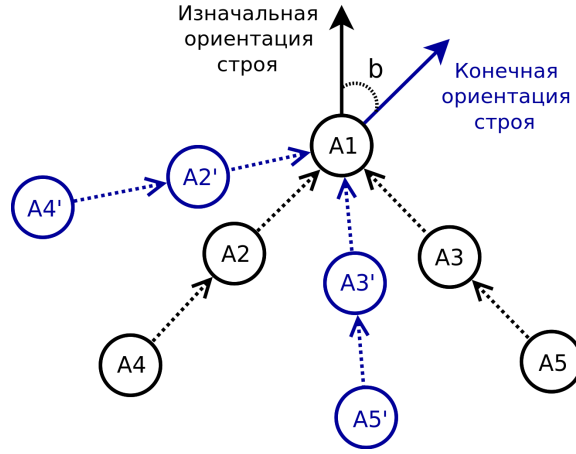 Изначальная
ориентация
строя
b
Конечная
ориентация
строя
A1
A2'
A4'
A2
A3
A3'
A4
A5
A5'